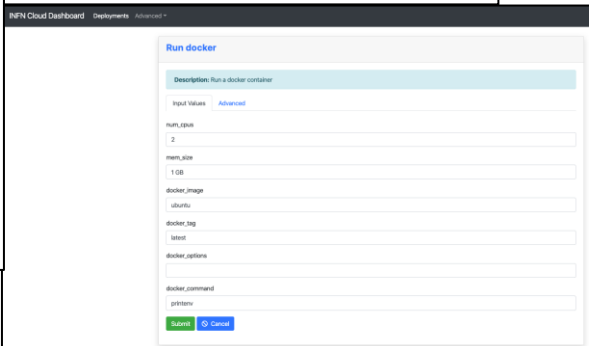 INFN Cloud Dashboard Deployments Advanced
Run docker
Description: Run a docker container
Input Values Advanced
num_cpus
2
mem_size
1 GB
docker_image
ubuntu
docker_tag
latest
docker_options
docker_command
printenv
Submit Cancel